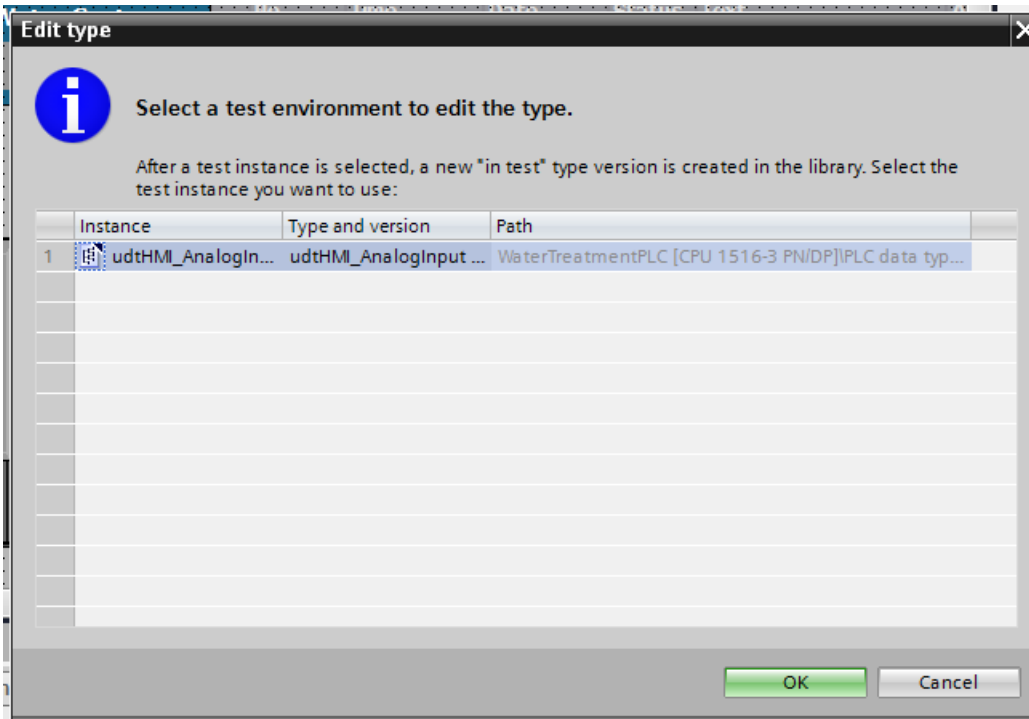 Edit type
Select a test environment to edit the type.
After a test instance is selected, a new "in test" type version is created in the library. Select the
test instance you want to use:
Instance Type and version Path
1 udtHMI_AnalogIn... udtHMI_AnalogInput ... WaterTreatmentPLC [CPU 1516-3 PN/DP]\PLC data typ...
OK Cancel